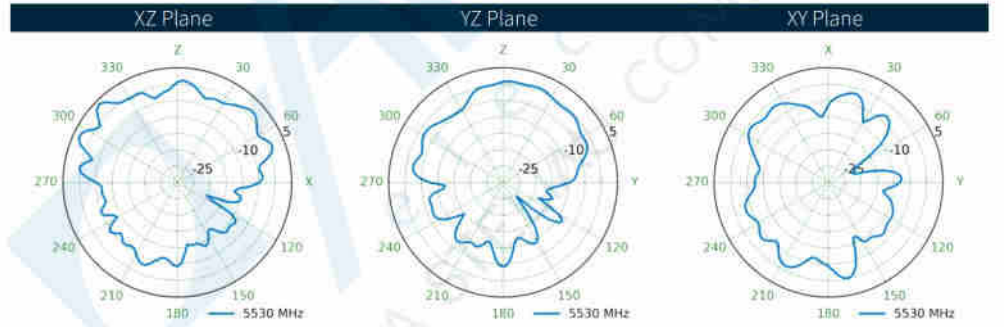 XZ Plane YZ Plane XY Plane
Z Z X
330 30 330 30 330 30
300 60 300 60 300 60
5 5 5
-10 -10 -10
-25 -25
270 X 270 Y 270 Y
240 120 240 120 240 120
210 150 210 150 210 150
180 5530 MHz 180 5530 MHz 180 5530 MHz